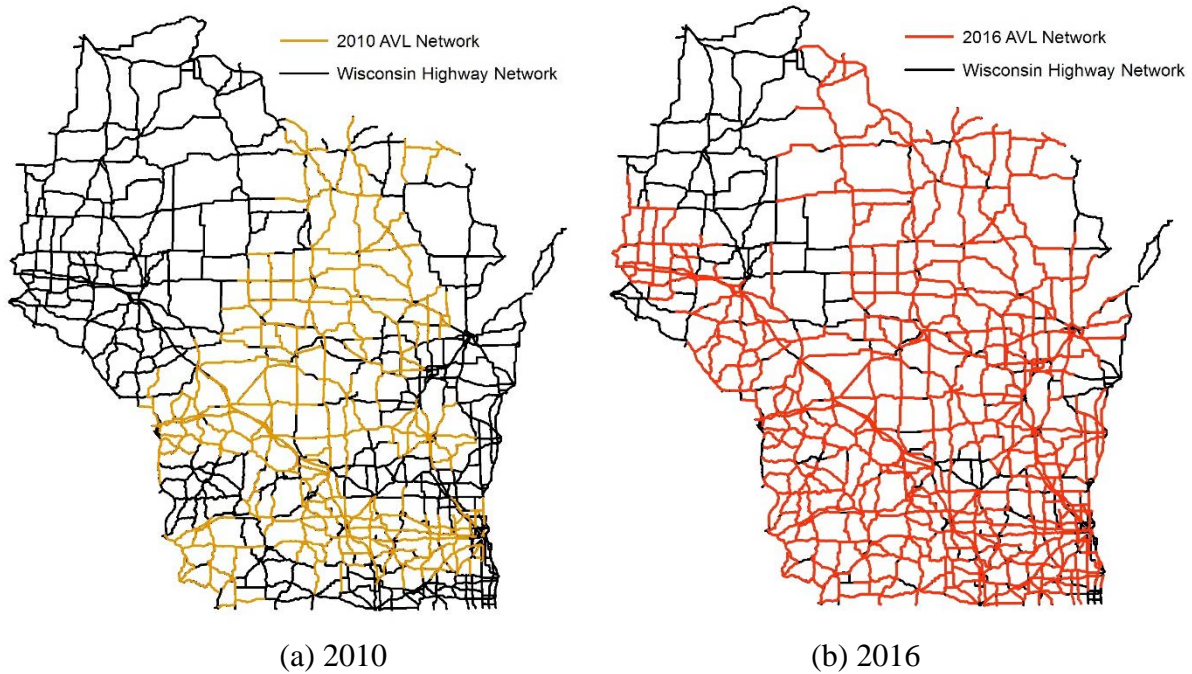 2010 AVL Network
Wisconsin Highway Network
2016 AVL Network
Wisconsin Highway Network
(a) 2010
(b) 2016